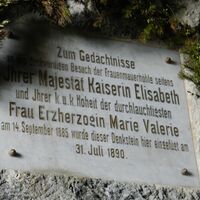 Zum Gedächtnisse
Besuch der Frauenmauerhöhle seitens
Ihrer Majestät Kaiserin Elisabeth
und Ihrer k.u.k. Hoheit der durchlauchtigsten
Frau Erzherzogin Marie Valerie
am 14. September 1885 wurde dieser Denkstein hier eingefügt am
31. Juli 1890.